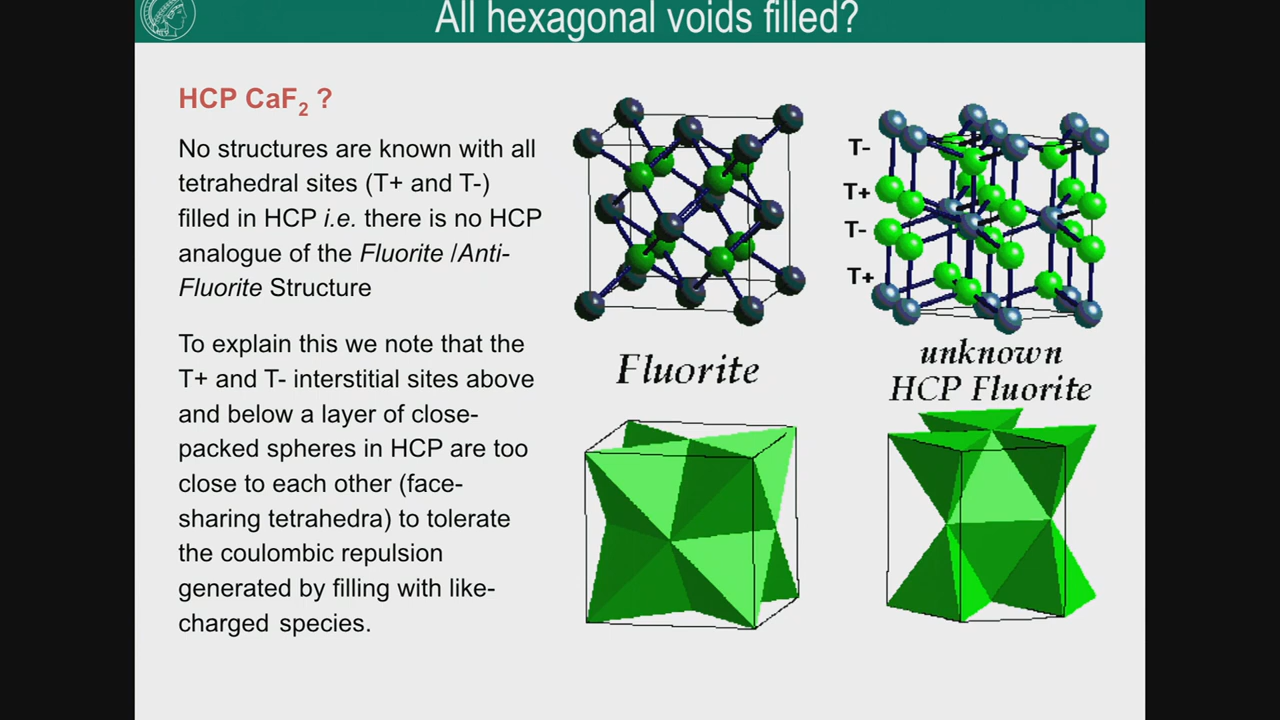 All hexagonal voids filled?
HCP CaF2 ?
No structures are known with all
tetrahedral sites (T+ and T-)
filled in HCP i.e. there is no HCP
analogue of the Fluorite /Anti-
Fluorite Structure
To explain this we note that the
T+ and T- interstitial sites above
and below a layer of close-
packed spheres in HCP are too
close to each other (face-
sharing tetrahedra) to tolerate
the coulombic repulsion
generated by filling with like-
charged species.
T-
T+
T-
T+
Fluorite
unknown
HCP Fluorite